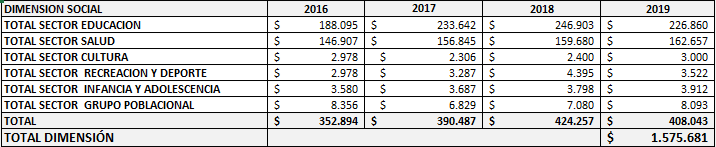 DIMENSION SOCIAL 2016 2017 2018 2019
TOTAL SECTOR EDUCACION $ 188.095 $ 233.642 $ 246.903 $ 226.860
TOTAL SECTOR SALUD $ 146.907 $ 156.845 $ 159.680 $ 162.657
TOTAL SECTOR CULTURA $ 2.978 $ 2.306 $ 2.400 $ 3.000
TOTAL SECTOR RECREACION Y DEPORTE $ 2.978 $ 3.287 $ 4.395 $ 3.522
TOTAL SECTOR INFANCIA Y ADOLESCENCIA $ 3.580 $ 3.687 $ 3.798 $ 3.912
TOTAL SECTOR GRUPO POBLACIONAL $ 8.356 $ 6.829 $ 7.080 $ 8.093
TOTAL $ 352.894 $ 390.487 $ 424.257 $ 408.043
TOTAL DIMENSIÓN $ 1.575.681